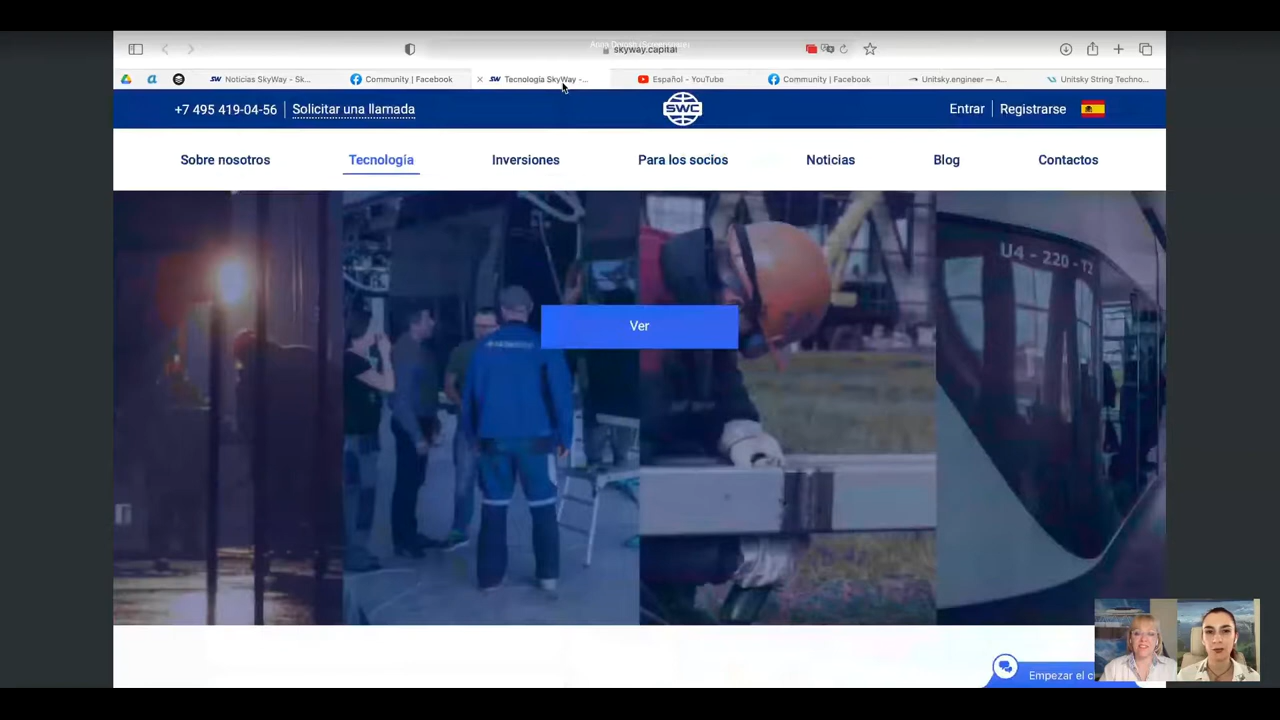 skyway.capital
Noticias SkyWay - Sk...
Community | Facebook
Tecnología SkyWay -...
Español - YouTube
Community | Facebook
Unitsky.engineer — A...
Unitsky String Techno...
+7 495 419-04-56
Solicitar una llamada
SWC
Entrar
Registrarse
Sobre nosotros
Tecnología
Inversiones
Para los socios
Noticias
Blog
Contactos
U4 - 220 - T2
Ver
Empezar el c